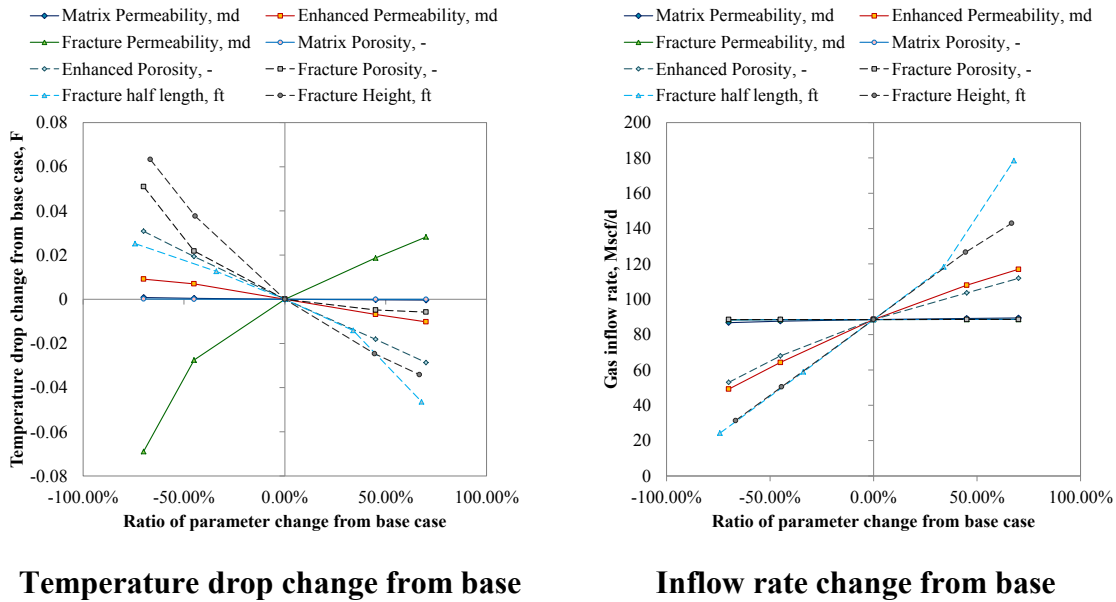 Matrix Permeability, md Enhanced Permeability, md
Fracture Permeability, md Matrix Porosity, -
Enhanced Porosity, - Fracture Porosity, -
Fracture half length, ft Fracture Height, ft
Temperature drop change from base case, F
0.08
0.06
0.04
0.02
0
-0.02
-0.04
-0.06
-0.08
-100.00% -50.00% 0.00% 50.00% 100.00%
Ratio of parameter change from base case
Temperature drop change from base
Matrix Permeability, md Enhanced Permeability, md
Fracture Permeability, md Matrix Porosity, -
Enhanced Porosity, - Fracture Porosity, -
Fracture half length, ft Fracture Height, ft
Gas inflow rate, Mscf/d
200
180
160
140
120
100
80
60
40
20
0
-100.00% -50.00% 0.00% 50.00% 100.00%
Ratio of parameter change from base case
Inflow rate change from base